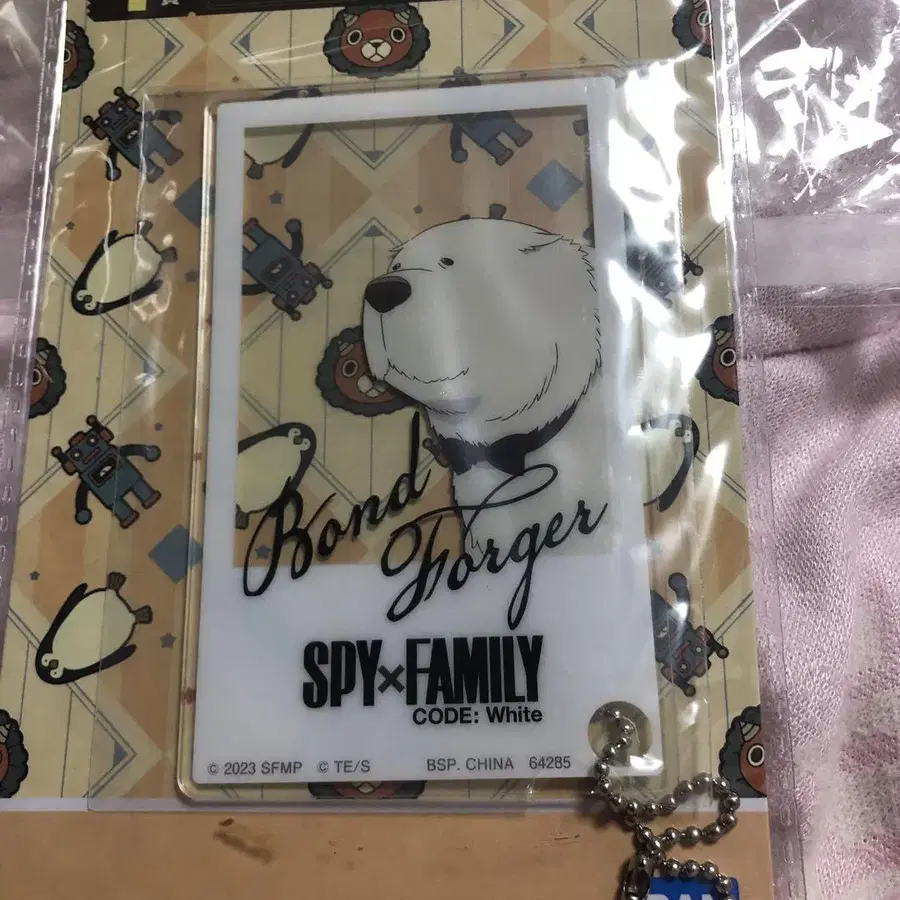 Bond
Forger
SPY×FAMILY
CODE: White
© 2023 SFMP © TE/S BSP. CHINA 64285